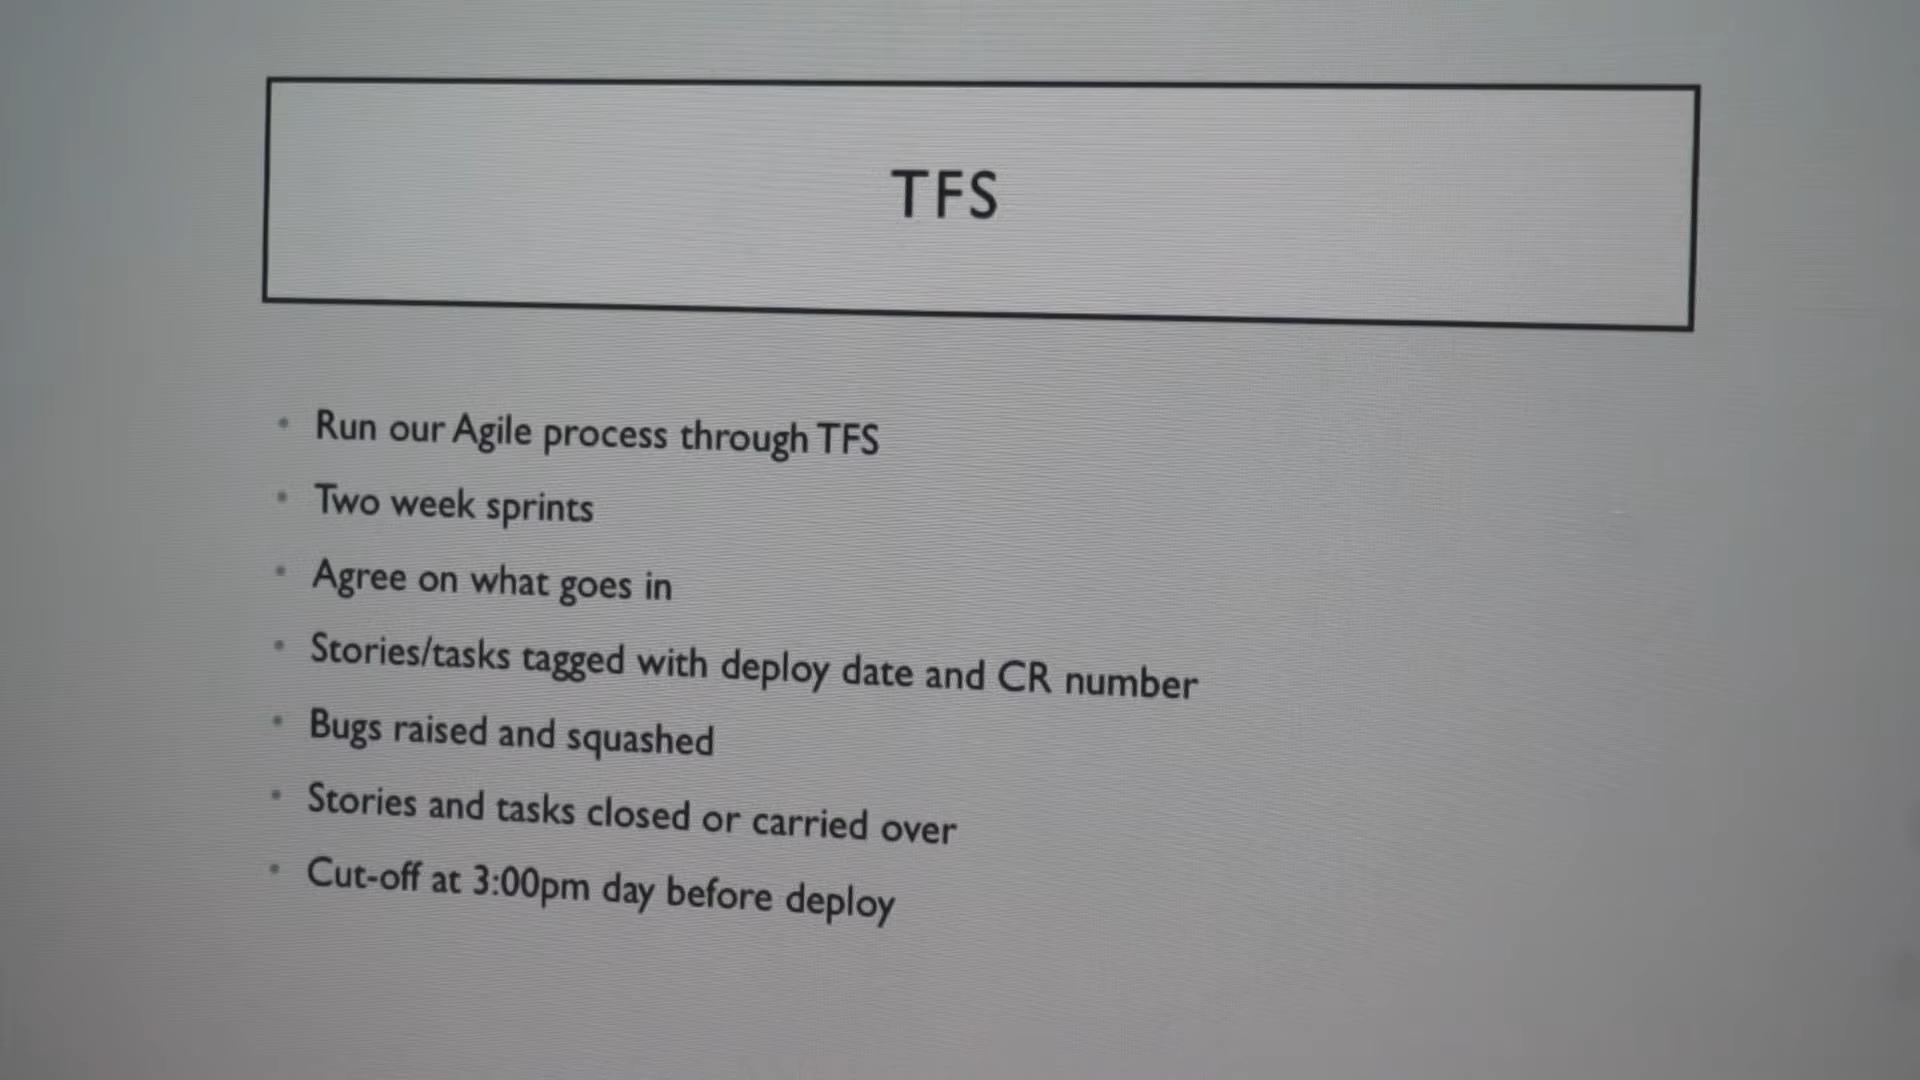 TFS
Run our Agile process through TFS
Two week sprints
Agree on what goes in
Stories/tasks tagged with deploy date and CR number
Bugs raised and squashed
Stories and tasks closed or carried over
Cut-off at 3:00pm day before deploy